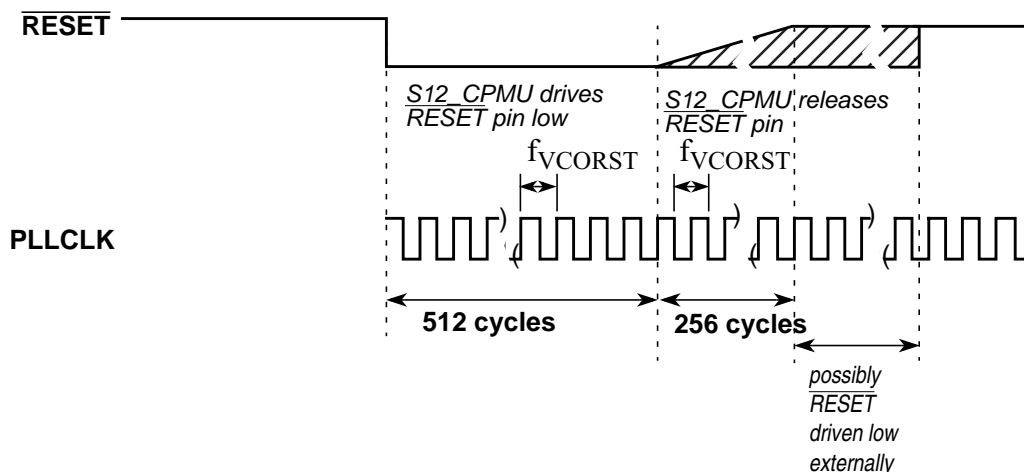 RESET
S12_CPMU drives
RESET pin low
S12_CPMU releases
RESET pin
fVCORST
fVCORST
PLLCLK
512 cycles
256 cycles
possibly
RESET
driven low
externally